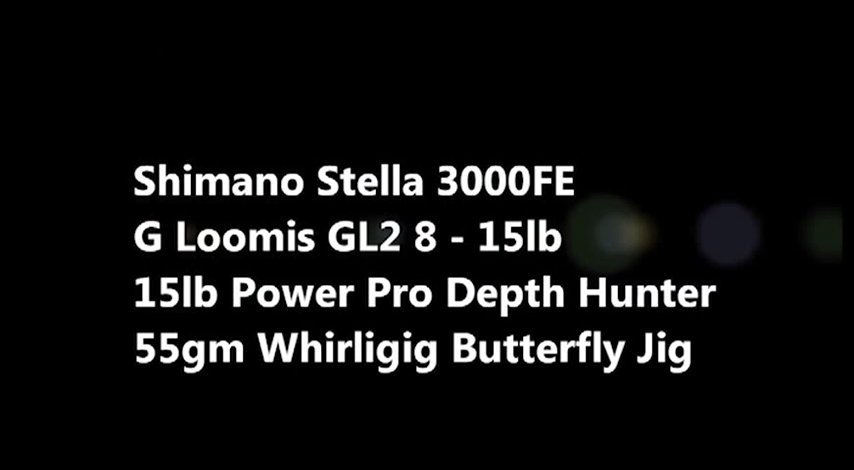 Shimano Stella 3000FE
G Loomis GL2 8 - 15lb
15lb Power Pro Depth Hunter
55gm Whirligig Butterfly Jig